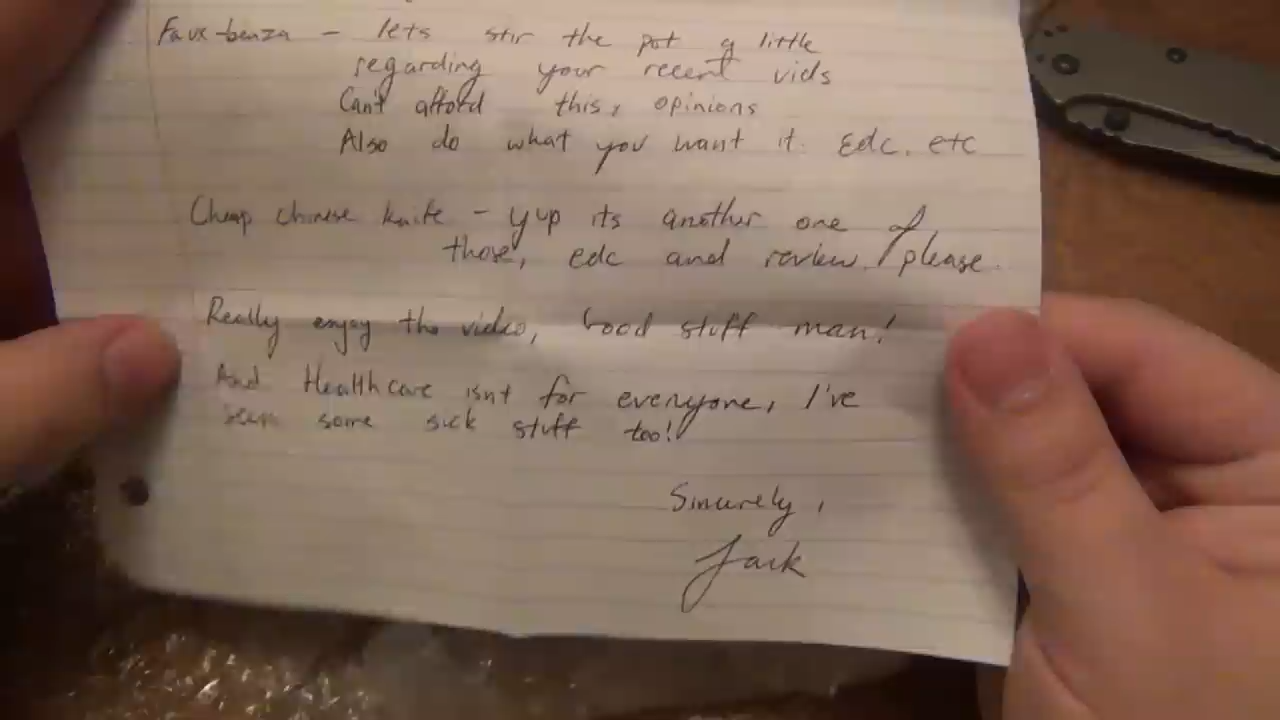 Faux-benza - lets stir the pot a little
regarding your recent vids
Can't afford this, opinions
Also do what you want it. Edc. etc
Cheap chinese knife - yup its another one of
those, edc and review please.
Really enjoy the video, Good stuff man!
And Healthcare isnt for everyone, I've
seen some sick stuff too!
Sincurely,
Jack